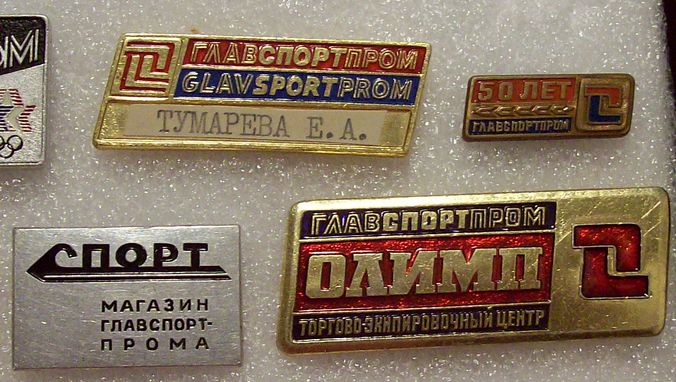 ГЛАВСПОРТПРОМ
GLAVSPORTPROM
ТУМАРЕВА Е.А.
50 ЛЕТ
ГЛАВСПОРТПРОМ
СПОРТ
МАГАЗИН
ГЛАВСПОРТ-
ПРОМА
ГЛАВСПОРТПРОМ
ОЛИМП
ТОРГОВО-ЭКИПИРОВОЧНЫЙ ЦЕНТР